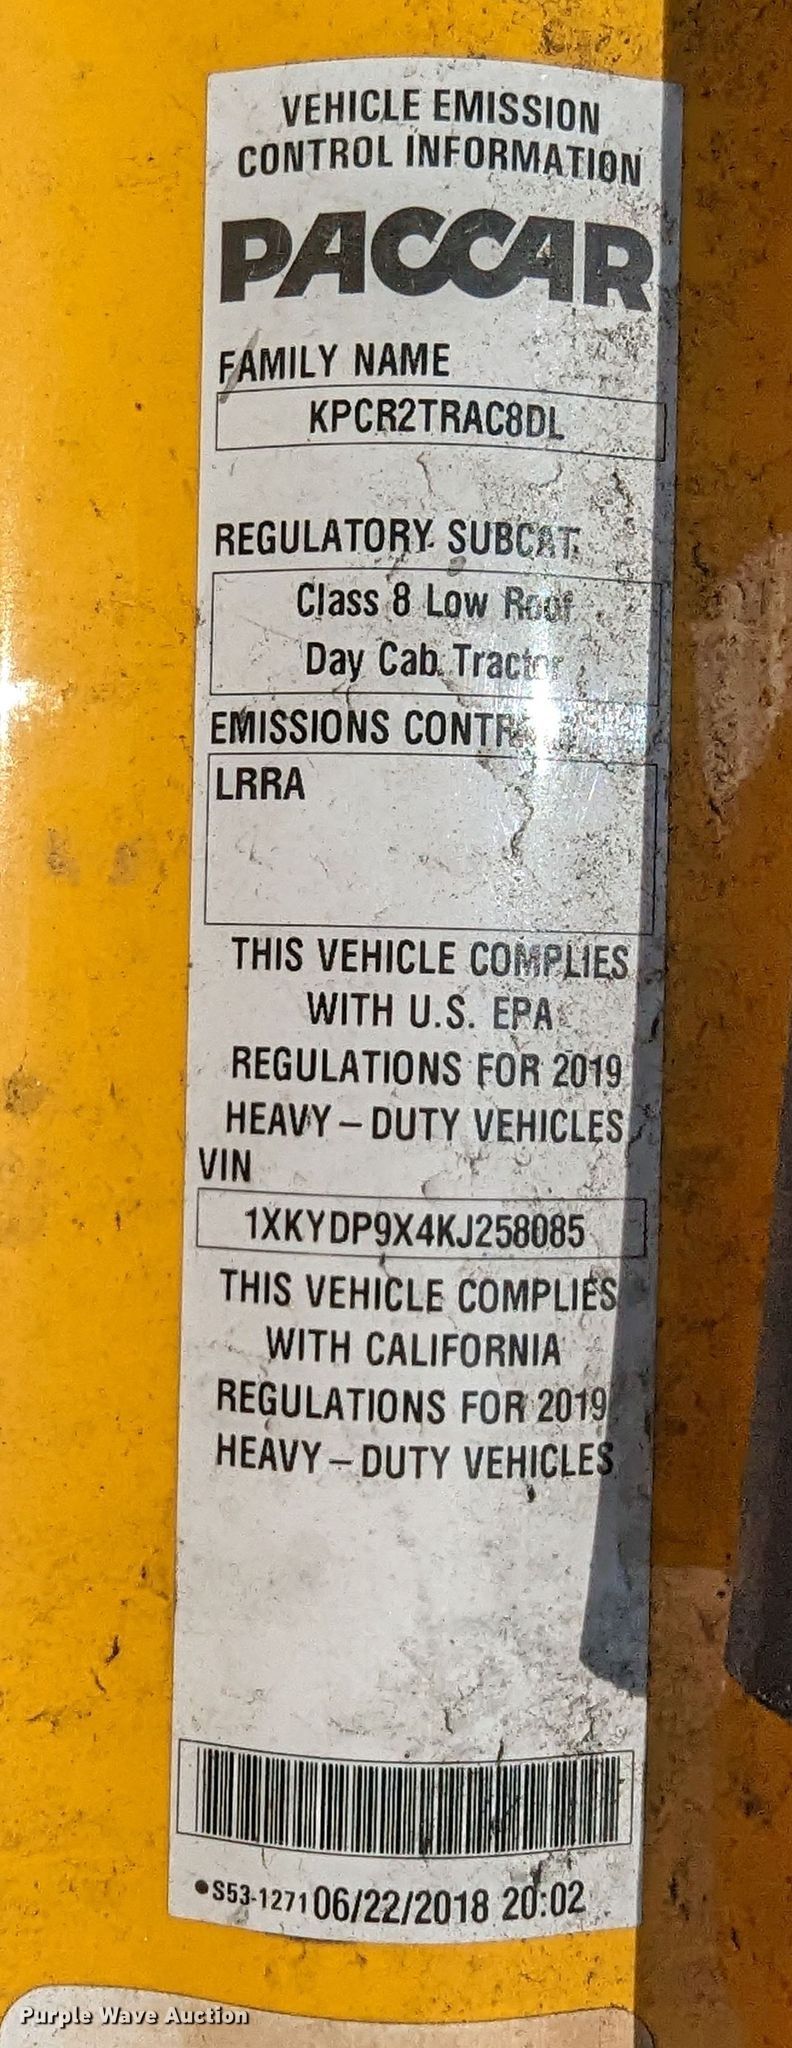 VEHICLE EMISSION
CONTROL INFORMATION
PACCAR
FAMILY NAME
KPCR2TRAC8DL
REGULATORY SUBCAT.
Class 8 Low Roof
Day Cab Tractor
EMISSIONS CONTR
LRRA
THIS VEHICLE COMPLIES
WITH U.S. EPA
REGULATIONS FOR 2019
HEAVY-DUTY VEHICLES
VIN
1XKYDP9X4KJ258085
THIS VEHICLE COMPLIES
WITH CALIFORNIA
REGULATIONS FOR 2019
HEAVY-DUTY VEHICLES
•S53-1271 06/22/2018 20:02
Purple Wave Auction